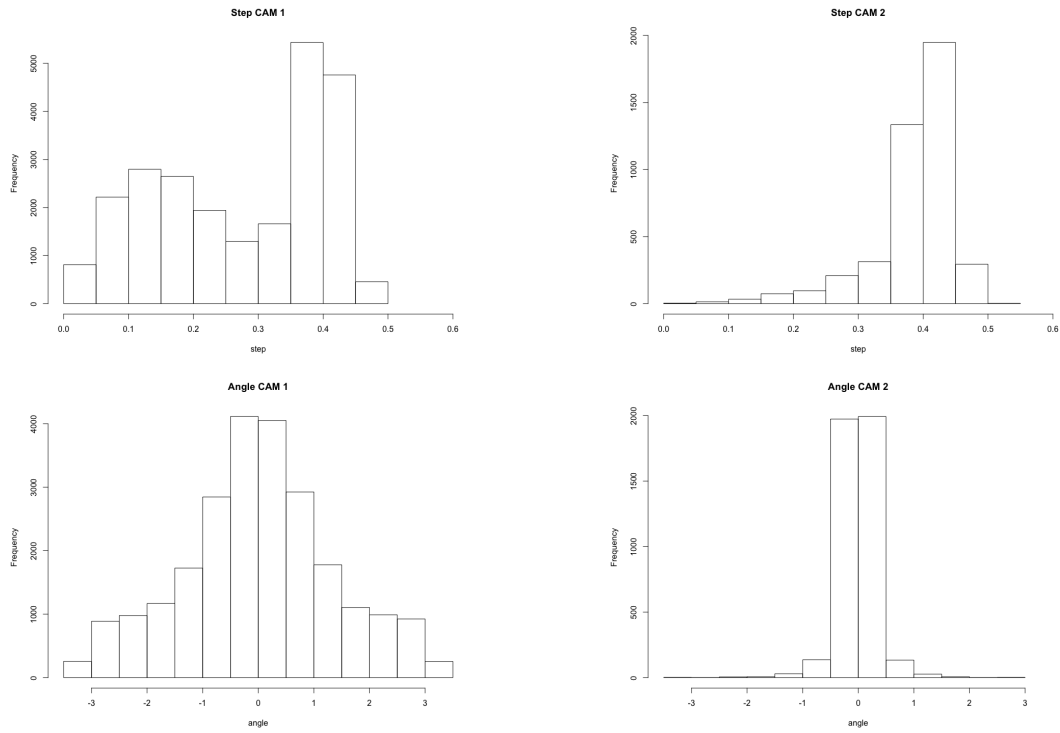 Step CAM 1
Frequency
5000
4000
3000
2000
1000
0
0.0 0.1 0.2 0.3 0.4 0.5 0.6
step
Step CAM 2
Frequency
2000
1500
1000
500
0
0.0 0.1 0.2 0.3 0.4 0.5 0.6
step
Angle CAM 1
Frequency
4000
3000
2000
1000
0
-3 -2 -1 0 1 2 3
angle
Angle CAM 2
Frequency
2000
1500
1000
500
0
-3 -2 -1 0 1 2 3
angle